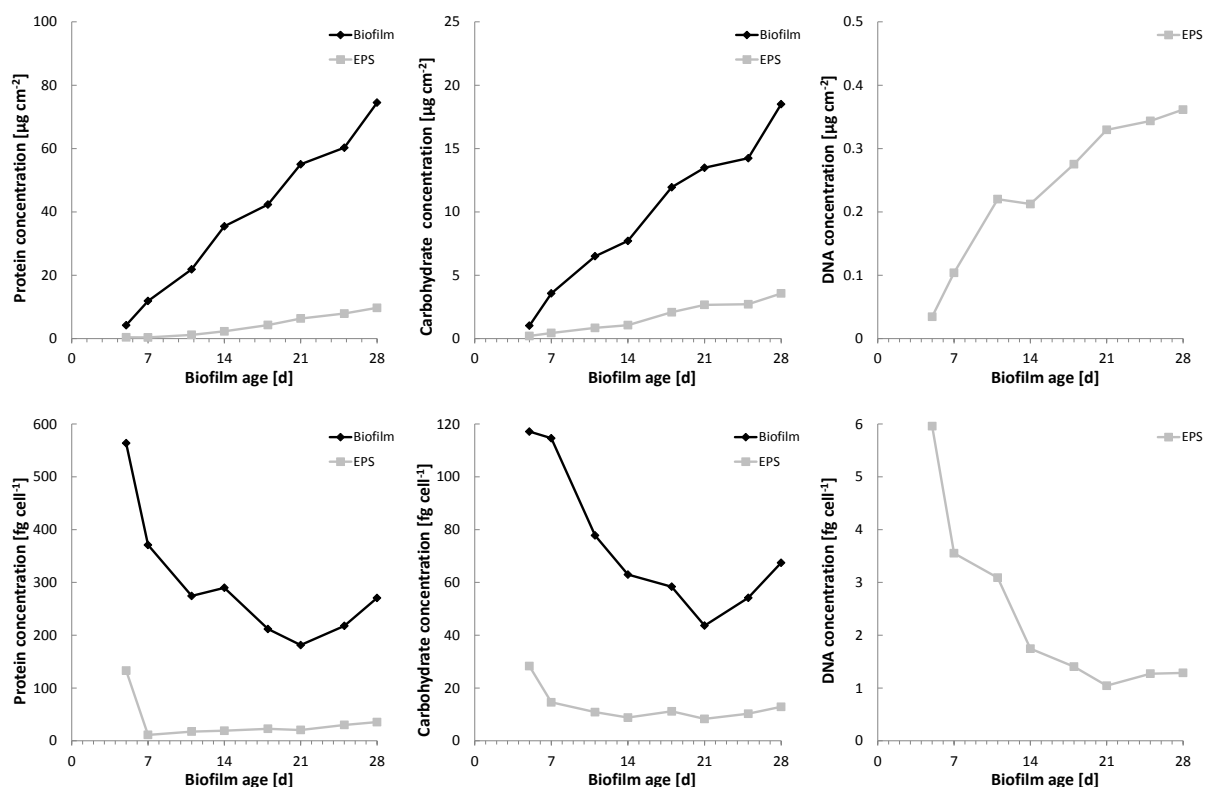 Protein concentration [µg cm-2]
100
80
60
40
20
0
0 7 14 21 28
Biofilm age [d]
Biofilm
EPS
Carbohydrate concentration [µg cm-2]
25
20
15
10
5
0
0 7 14 21 28
Biofilm age [d]
Biofilm
EPS
DNA concentration [µg cm-2]
0.5
0.4
0.3
0.2
0.1
0
0 7 14 21 28
Biofilm age [d]
EPS
Protein concentration [fg cell-1]
600
500
400
300
200
100
0
0 7 14 21 28
Biofilm age [d]
Biofilm
EPS
Carbohydrate concentration [fg cell-1]
120
100
80
60
40
20
0
0 7 14 21 28
Biofilm age [d]
Biofilm
EPS
DNA concentration [fg cell-1]
6
5
4
3
2
1
0
0 7 14 21 28
Biofilm age [d]
EPS